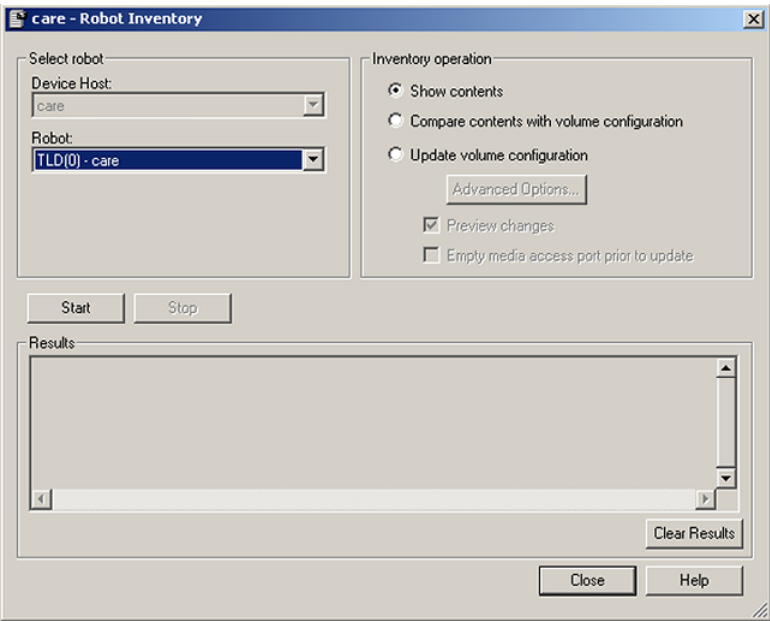 care - Robot Inventory
Select robot
Device Host:
care
Robot:
TLD(0) - care
Inventory operation
Show contents
Compare contents with volume configuration
Update volume configuration
Advanced Options...
Preview changes
Empty media access port prior to update
Start
Stop
Results
Clear Results
Close
Help